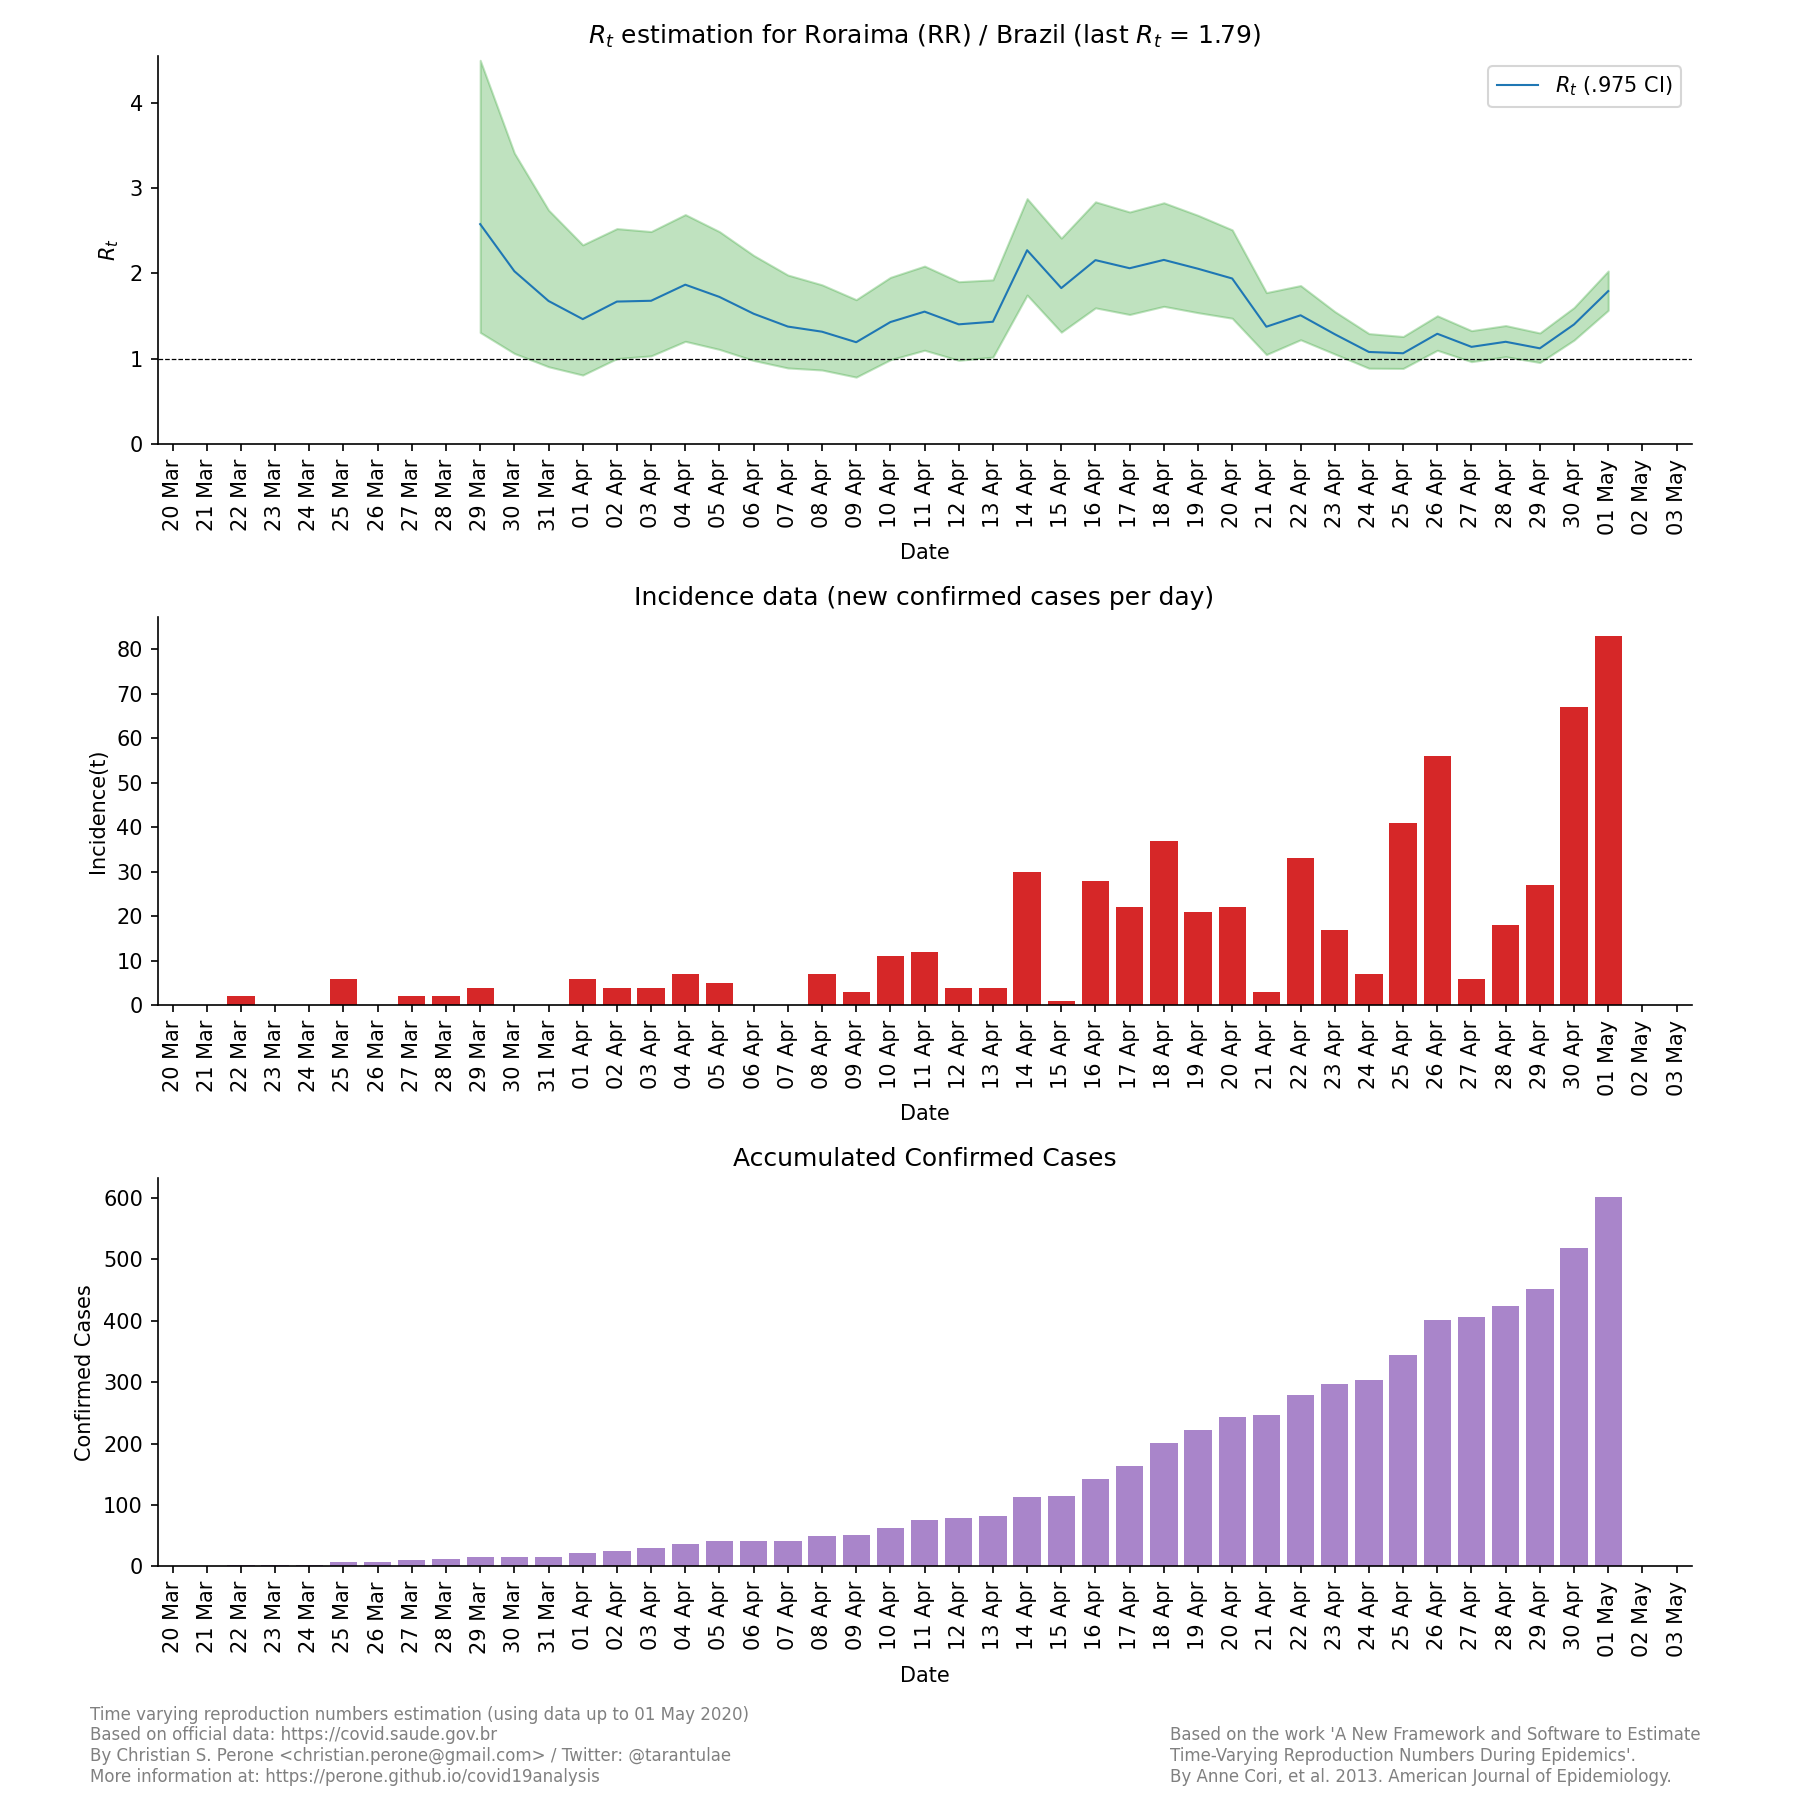 Rt estimation for Roraima (RR) / Brazil (last Rt = 1.79)
Rt (.975 CI)
4
3
2
1
0
Rt
20 Mar
21 Mar
22 Mar
23 Mar
24 Mar
25 Mar
26 Mar
27 Mar
28 Mar
29 Mar
30 Mar
31 Mar
01 Apr
02 Apr
03 Apr
04 Apr
05 Apr
06 Apr
07 Apr
08 Apr
09 Apr
10 Apr
11 Apr
12 Apr
13 Apr
14 Apr
15 Apr
16 Apr
17 Apr
18 Apr
19 Apr
20 Apr
21 Apr
22 Apr
23 Apr
24 Apr
25 Apr
26 Apr
27 Apr
28 Apr
29 Apr
30 Apr
01 May
02 May
03 May
Date
Incidence data (new confirmed cases per day)
80
70
60
50
40
30
20
10
0
Incidence(t)
20 Mar
21 Mar
22 Mar
23 Mar
24 Mar
25 Mar
26 Mar
27 Mar
28 Mar
29 Mar
30 Mar
31 Mar
01 Apr
02 Apr
03 Apr
04 Apr
05 Apr
06 Apr
07 Apr
08 Apr
09 Apr
10 Apr
11 Apr
12 Apr
13 Apr
14 Apr
15 Apr
16 Apr
17 Apr
18 Apr
19 Apr
20 Apr
21 Apr
22 Apr
23 Apr
24 Apr
25 Apr
26 Apr
27 Apr
28 Apr
29 Apr
30 Apr
01 May
02 May
03 May
Date
Accumulated Confirmed Cases
600
500
400
300
200
100
0
Confirmed Cases
20 Mar
21 Mar
22 Mar
23 Mar
24 Mar
25 Mar
26 Mar
27 Mar
28 Mar
29 Mar
30 Mar
31 Mar
01 Apr
02 Apr
03 Apr
04 Apr
05 Apr
06 Apr
07 Apr
08 Apr
09 Apr
10 Apr
11 Apr
12 Apr
13 Apr
14 Apr
15 Apr
16 Apr
17 Apr
18 Apr
19 Apr
20 Apr
21 Apr
22 Apr
23 Apr
24 Apr
25 Apr
26 Apr
27 Apr
28 Apr
29 Apr
30 Apr
01 May
02 May
03 May
Date
Time varying reproduction numbers estimation (using data up to 01 May 2020)
Based on official data: https://covid.saude.gov.br
By Christian S. Perone <christian.perone@gmail.com> / Twitter: @tarantulae
More information at: https://perone.github.io/covid19analysis
Based on the work 'A New Framework and Software to Estimate
Time-Varying Reproduction Numbers During Epidemics'.
By Anne Cori, et al. 2013. American Journal of Epidemiology.